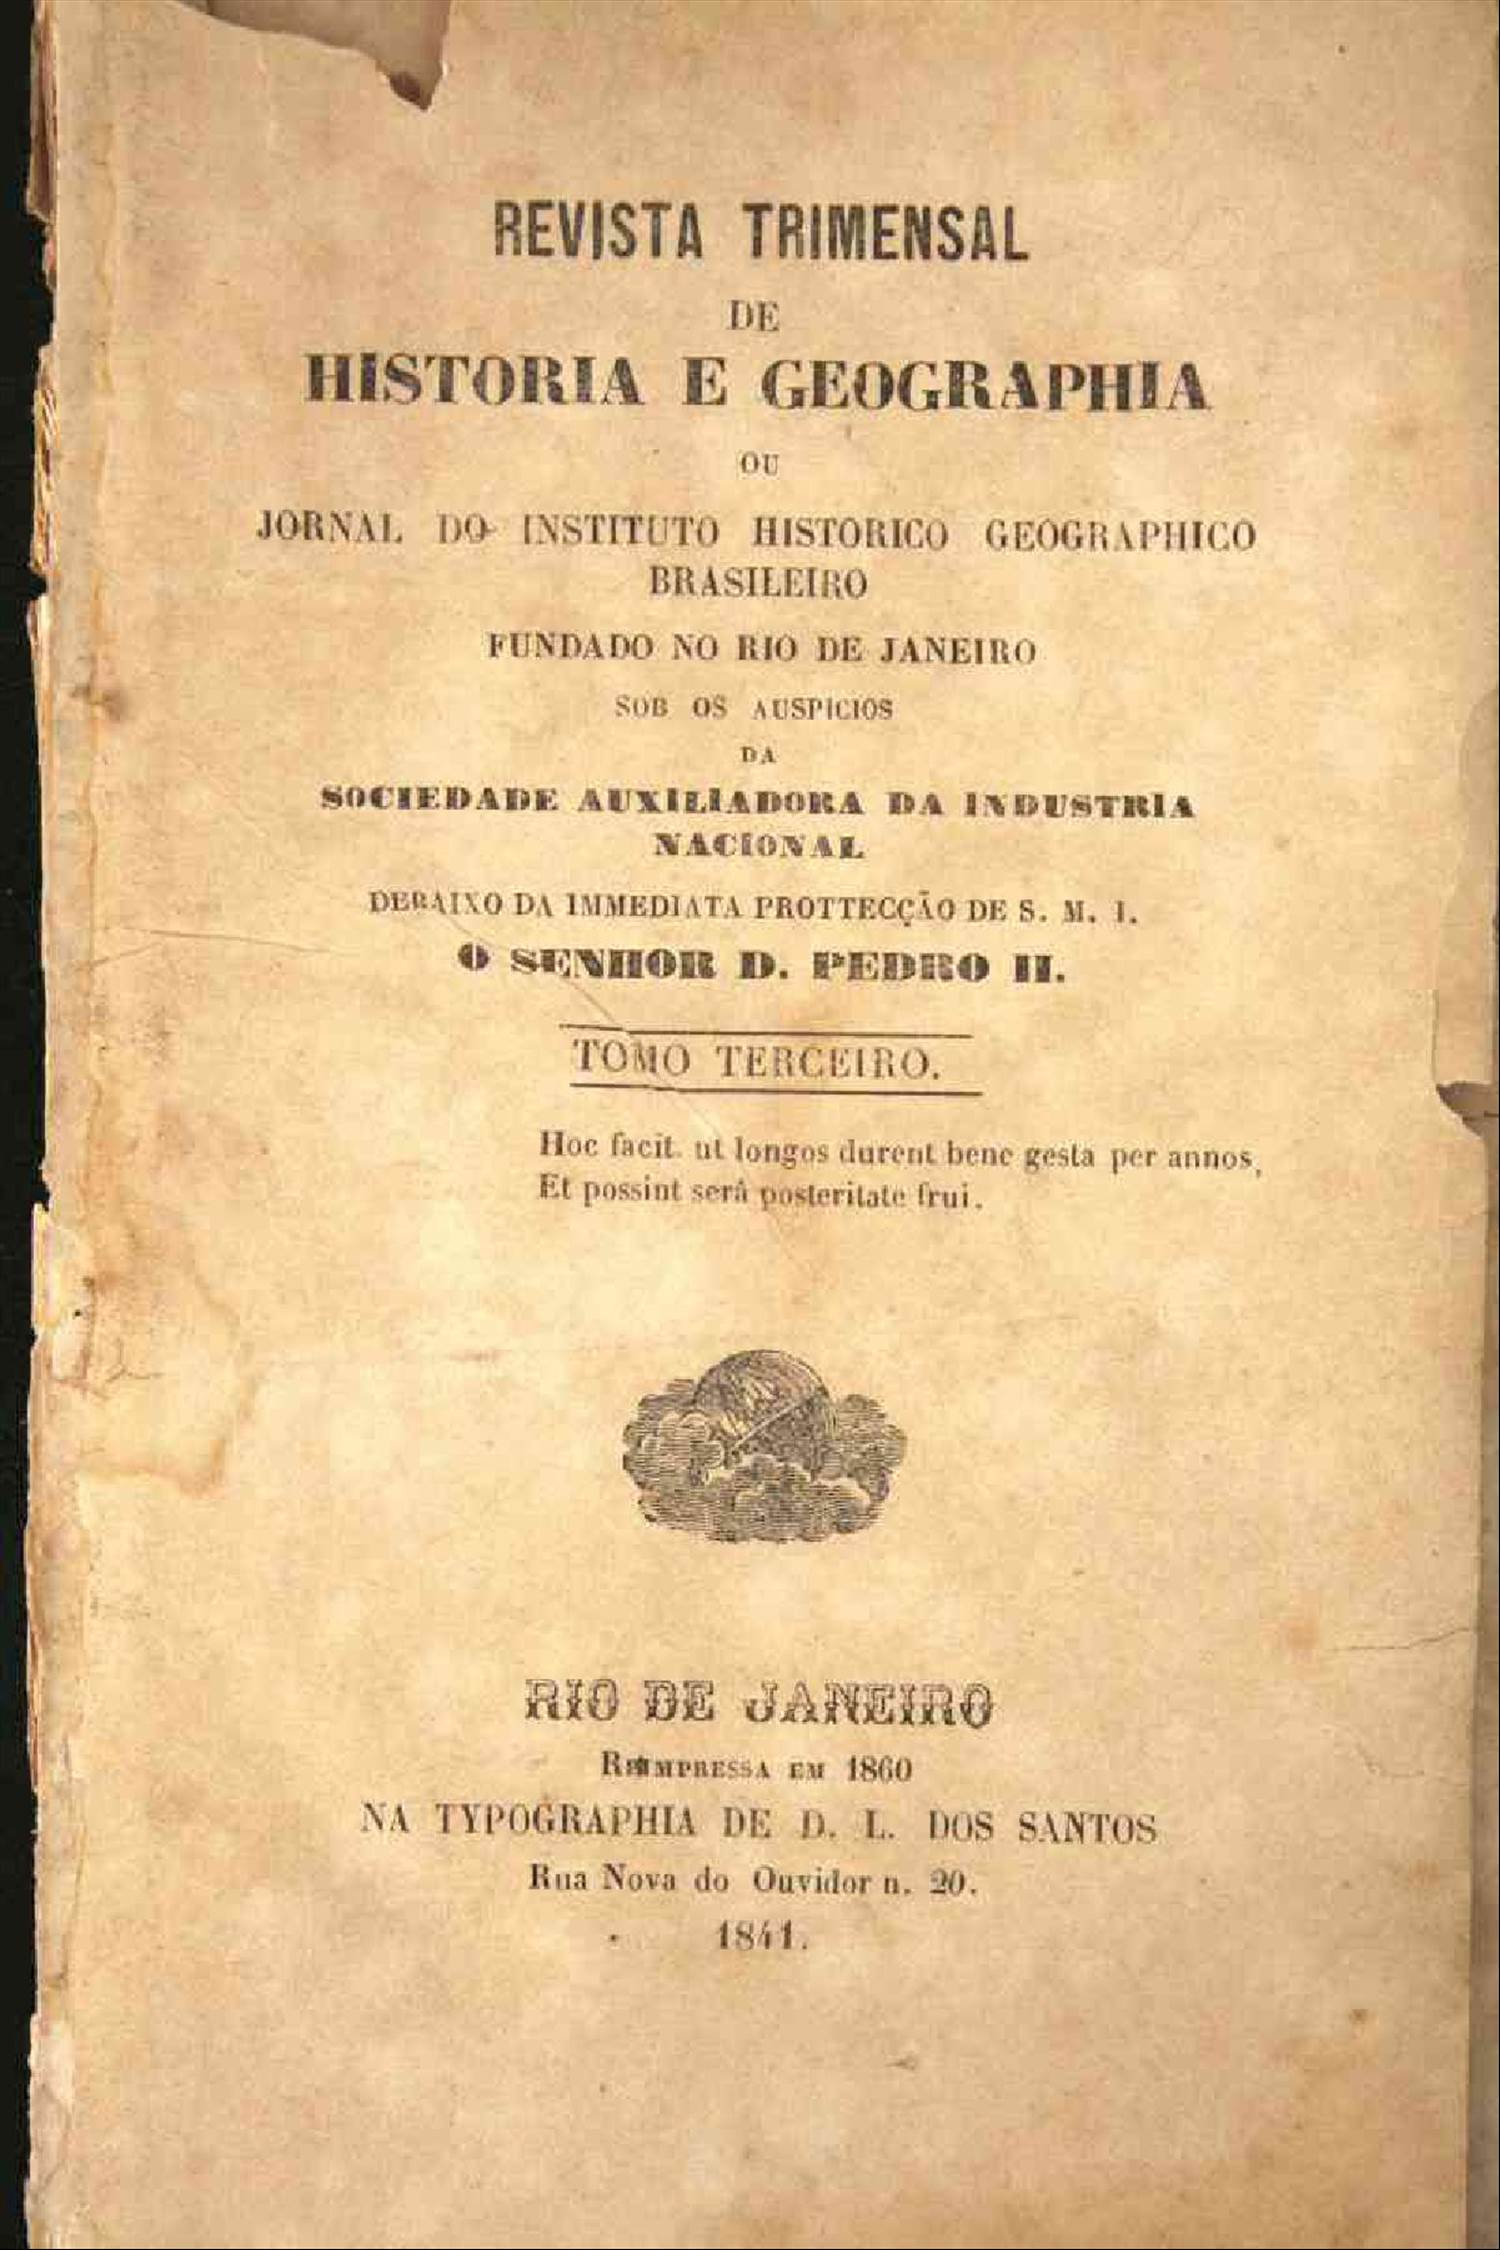 REVISTA TRIMENSAL
DE
HISTORIA E GEOGRAPHIA
OU
JORNAL DO INSTITUTO HISTORICO GEOGRAPHICO
BRASILEIRO
FUNDADO NO RIO DE JANEIRO
SOB OS AUSPICIOS
DA
SOCIEDADE AUXILIADORA DA INDUSTRIA
NACIONAL
DEBAIXO DA IMMEDIATA PROTTECÇÃO DE S. M. I.
O SENHOR D. PEDRO II.
TOMO TERCEIRO.
Hoc facit, ut longos durent bene gesta per annos,
Et possint serâ posteritate frui.
RIO DE JANEIRO
REIMPRESSA EM 1860
NA TYPOGRAPHIA DE D. L. DOS SANTOS
Rua Nova do Ouvidor n. 20.
1841.